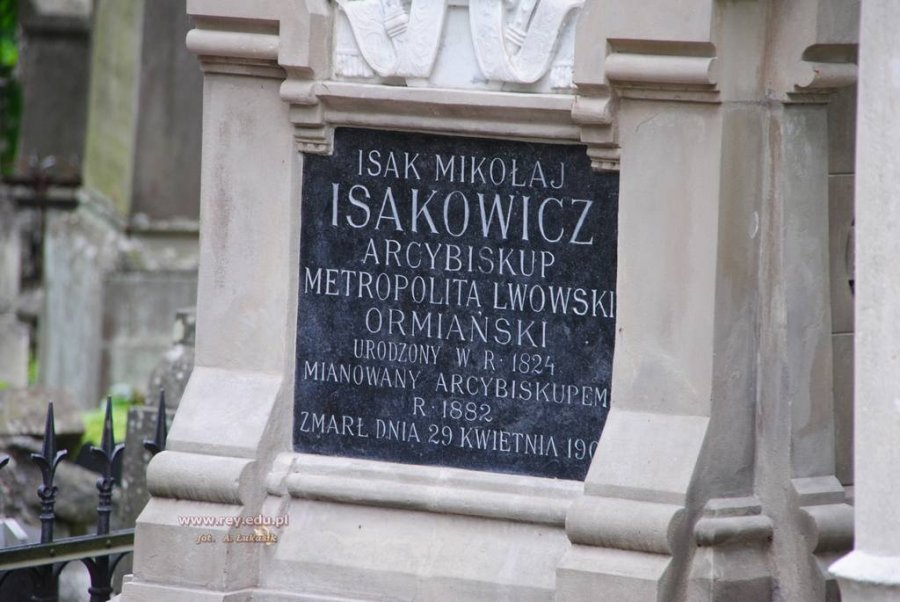 ISAK MIKOŁAJ
ISAKOWICZ
ARCYBISKUP
METROPOLITA LWOWSKI
ORMIAŃSKI
URODZONY W R. 1824
MIANOWANY ARCYBISKUPEM
R. 1882
ZMARŁ DNIA 29 KWIETNIA
www.rey.edu.pl
fot. A. Łukasik